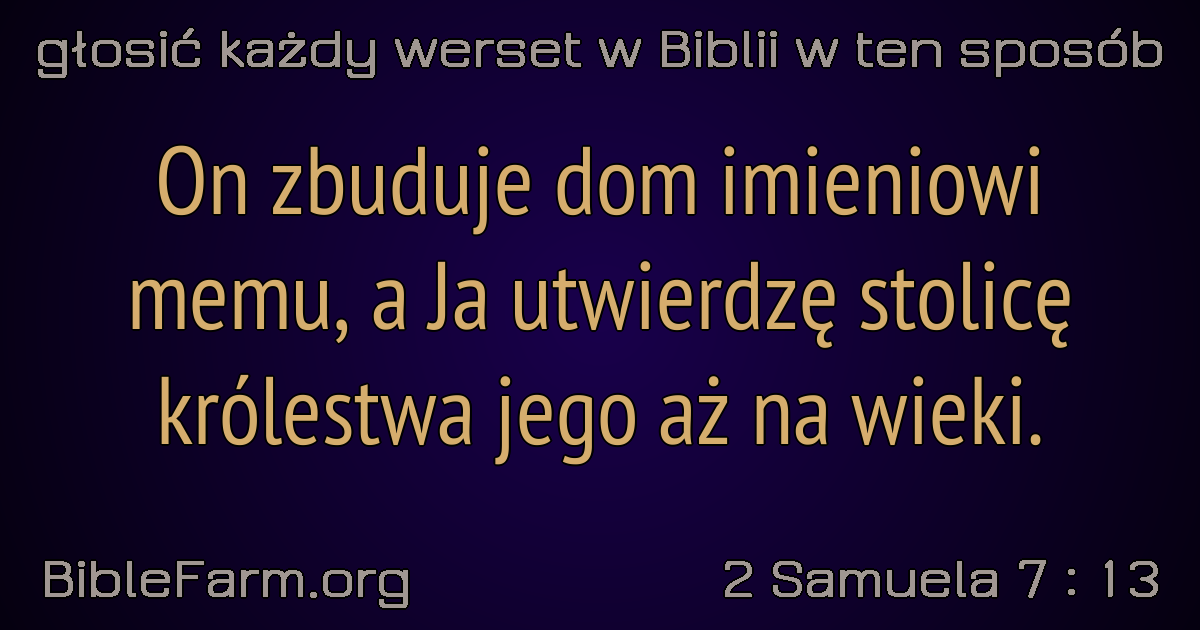 głosić każdy werset w Biblii w ten sposób
On zbuduje dom imieniowi
memu, a Ja utwierdzę stolicę
królestwa jego aż na wieki.
BibleFarm.org
2 Samuela 7 : 13